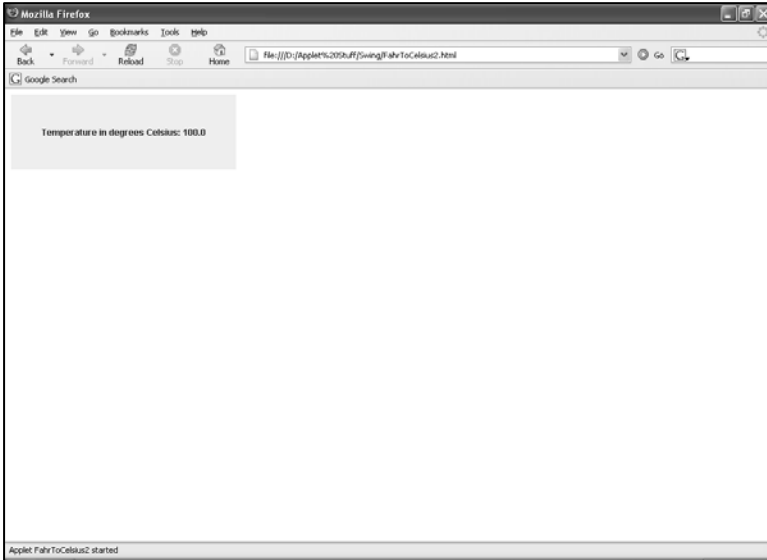 Mozilla Firefox
File Edit View Go Bookmarks Tools Help
Back Forward Reload Stop Home file:///D:/Applet%20Stuff/Swing/FahrToCelsius2.html Go G
G Google Search
Temperature in degrees Celsius: 100.0
Applet FahrToCelsius2 started